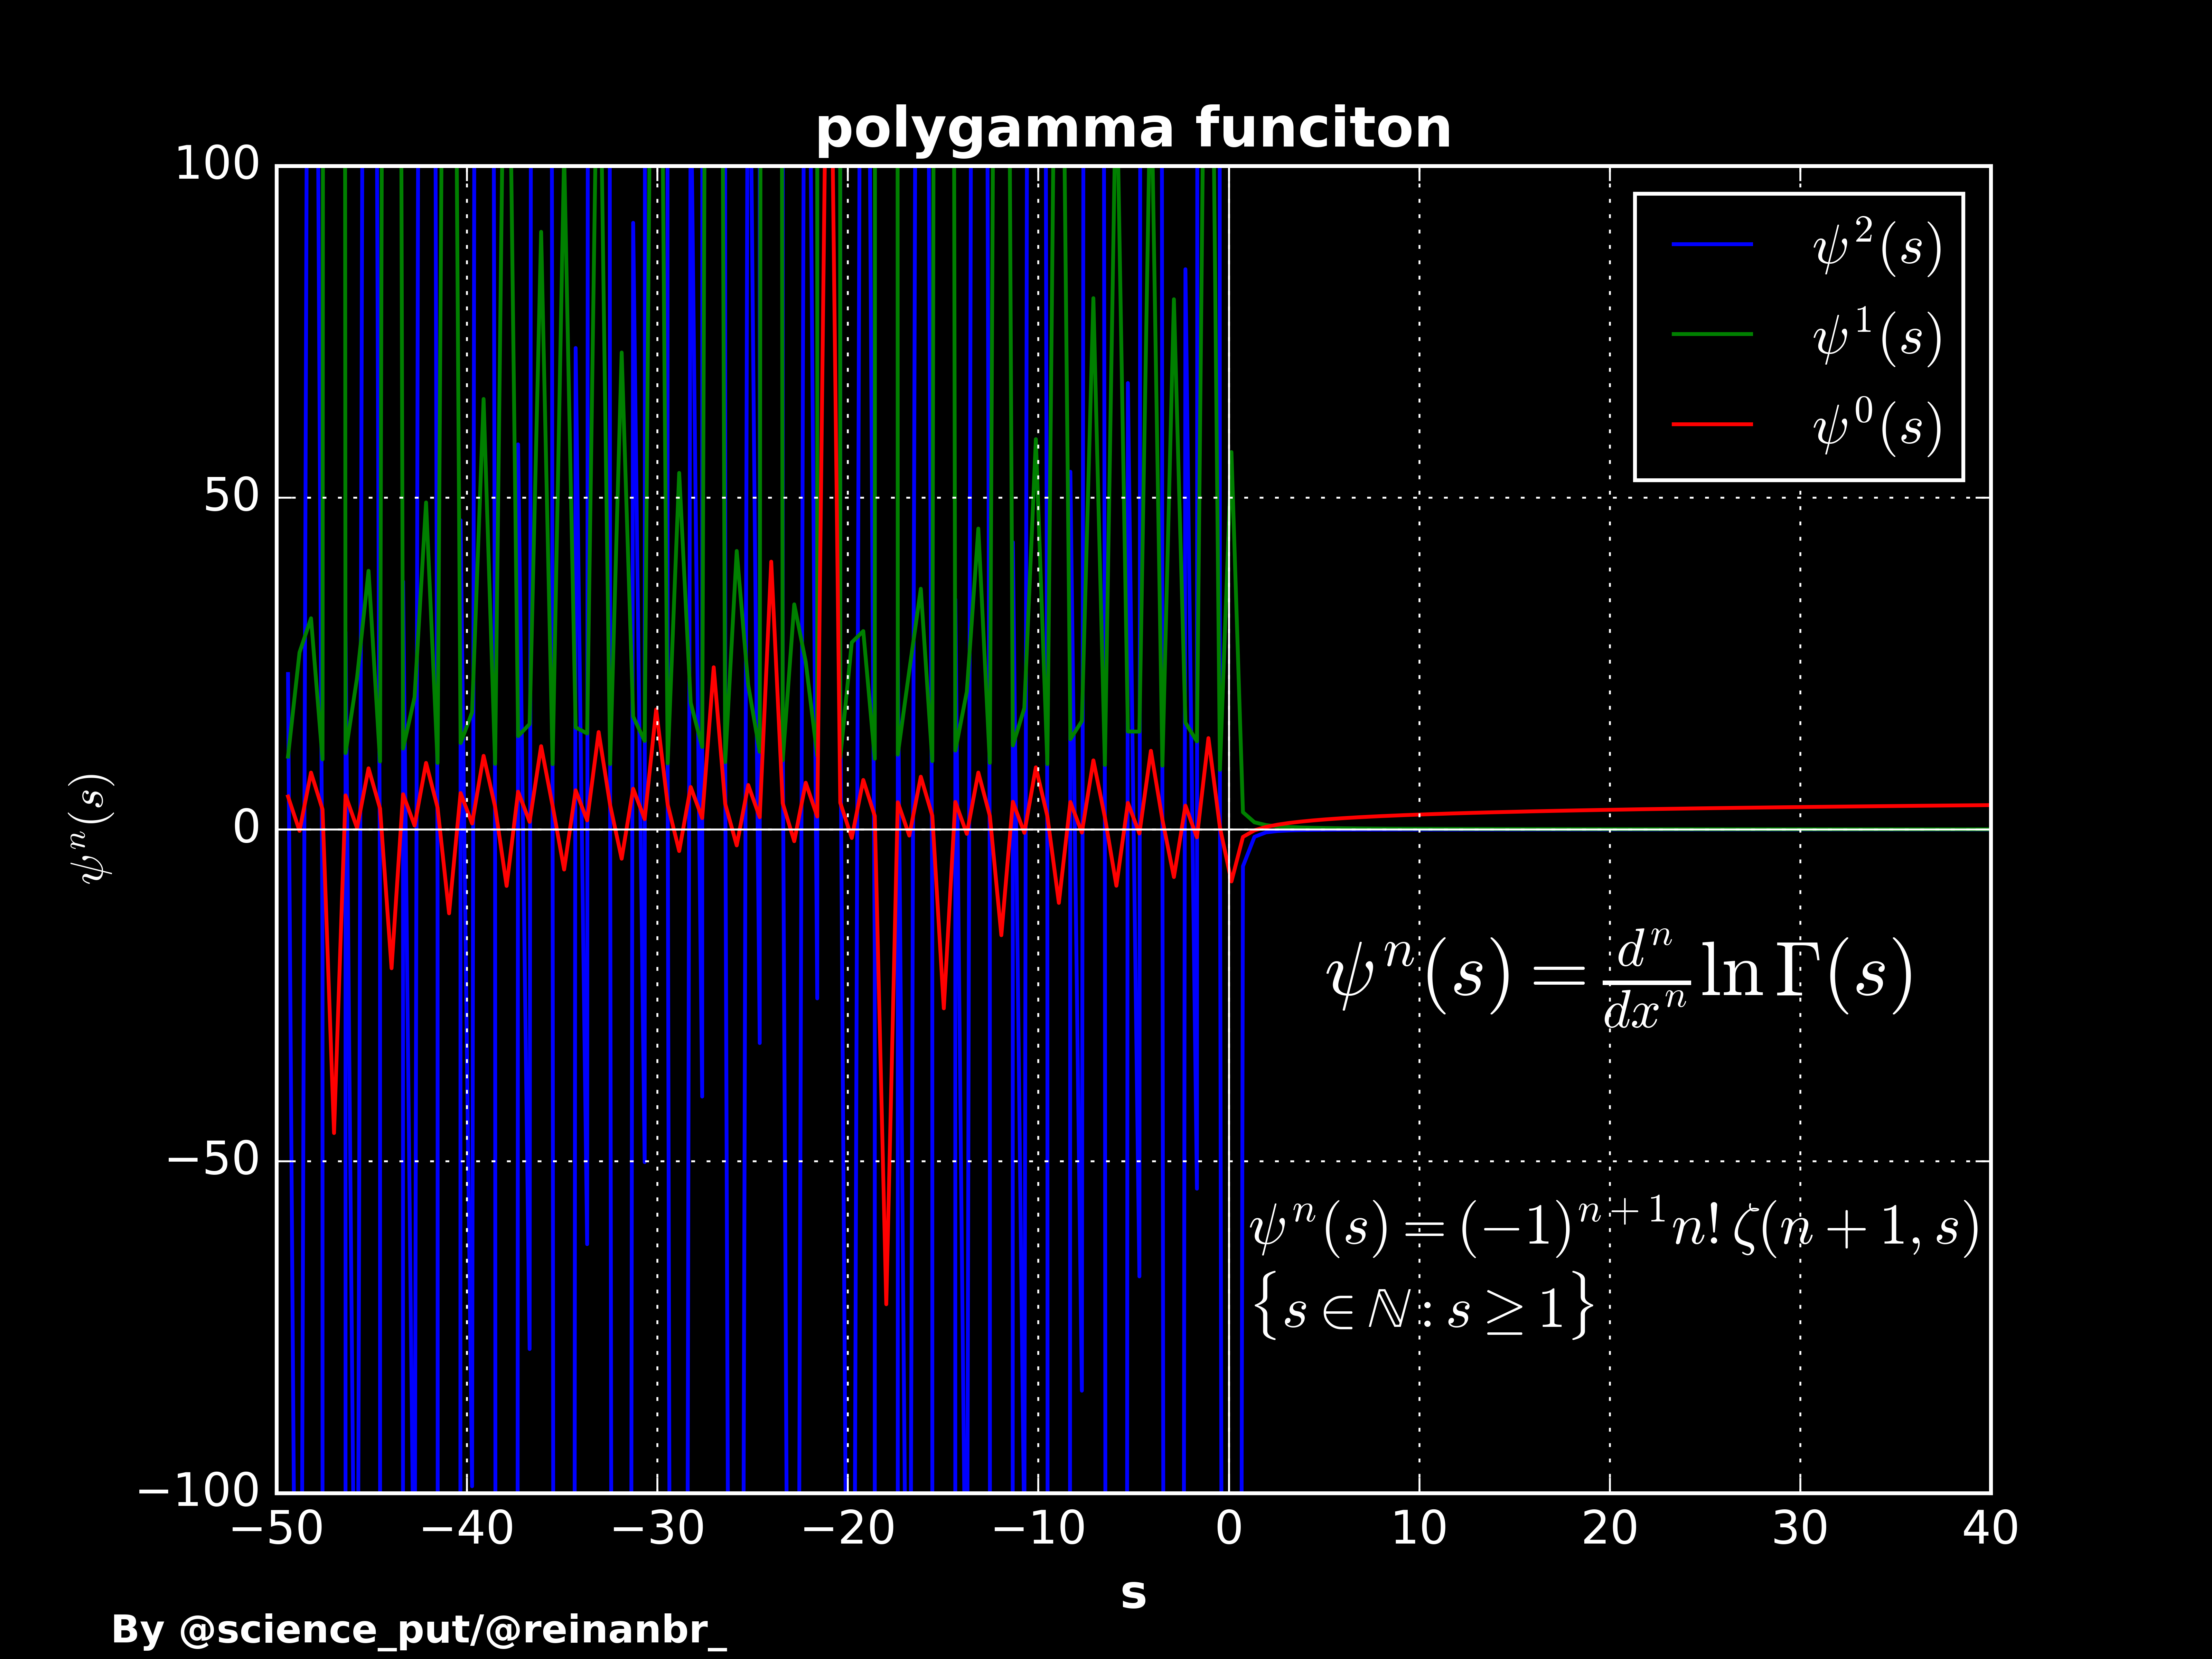 polygamma funciton
100
50
0
−50
−100
ψⁿ(s)
ψ²(s)
ψ¹(s)
ψ⁰(s)
ψⁿ(s) = dⁿ/dxⁿ ln Γ(s)
ψⁿ(s) = (−1)ⁿ⁺¹ n! ζ(n + 1, s)
{s ∈ ℕ : s ≥ 1}
−50 −40 −30 −20 −10 0 10 20 30 40
s
By @science_put/@reinanbr_